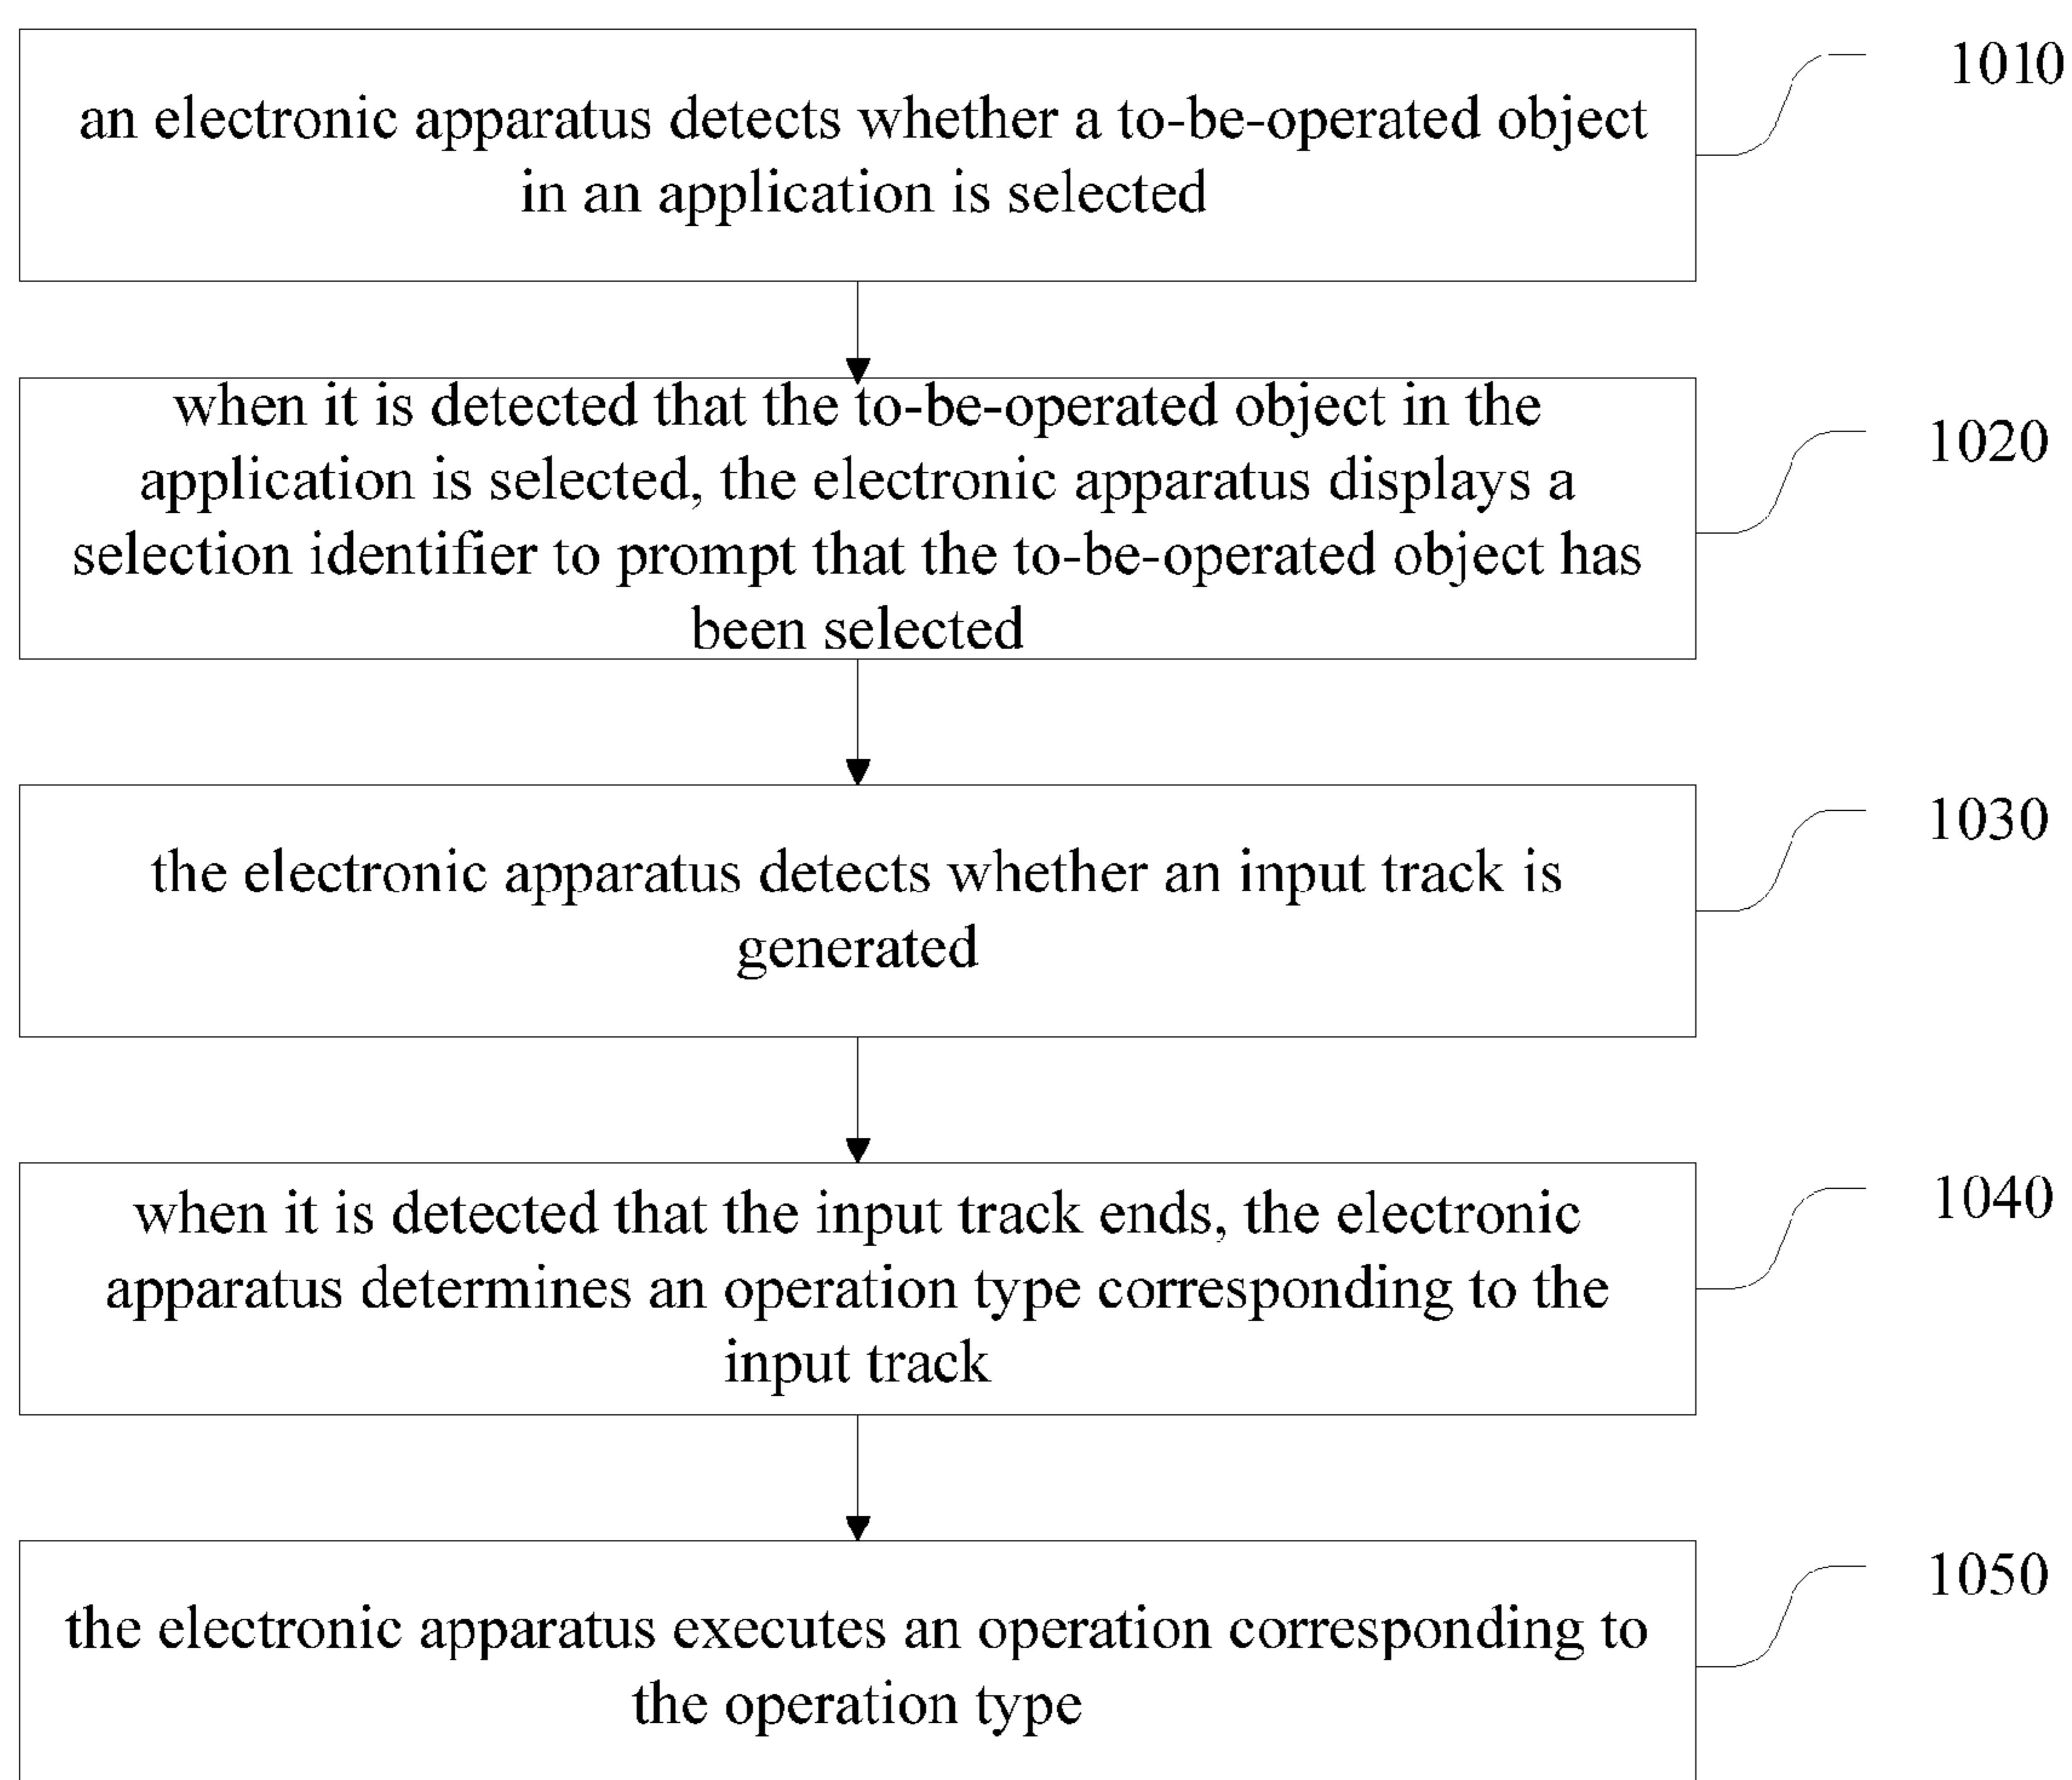 an electronic apparatus detects whether a to-be-operated object
in an application is selected
1010
when it is detected that the to-be-operated object in the
application is selected, the electronic apparatus displays a
selection identifier to prompt that the to-be-operated object has
been selected
1020
the electronic apparatus detects whether an input track is
generated
1030
when it is detected that the input track ends, the electronic
apparatus determines an operation type corresponding to the
input track
1040
the electronic apparatus executes an operation corresponding to
the operation type
1050